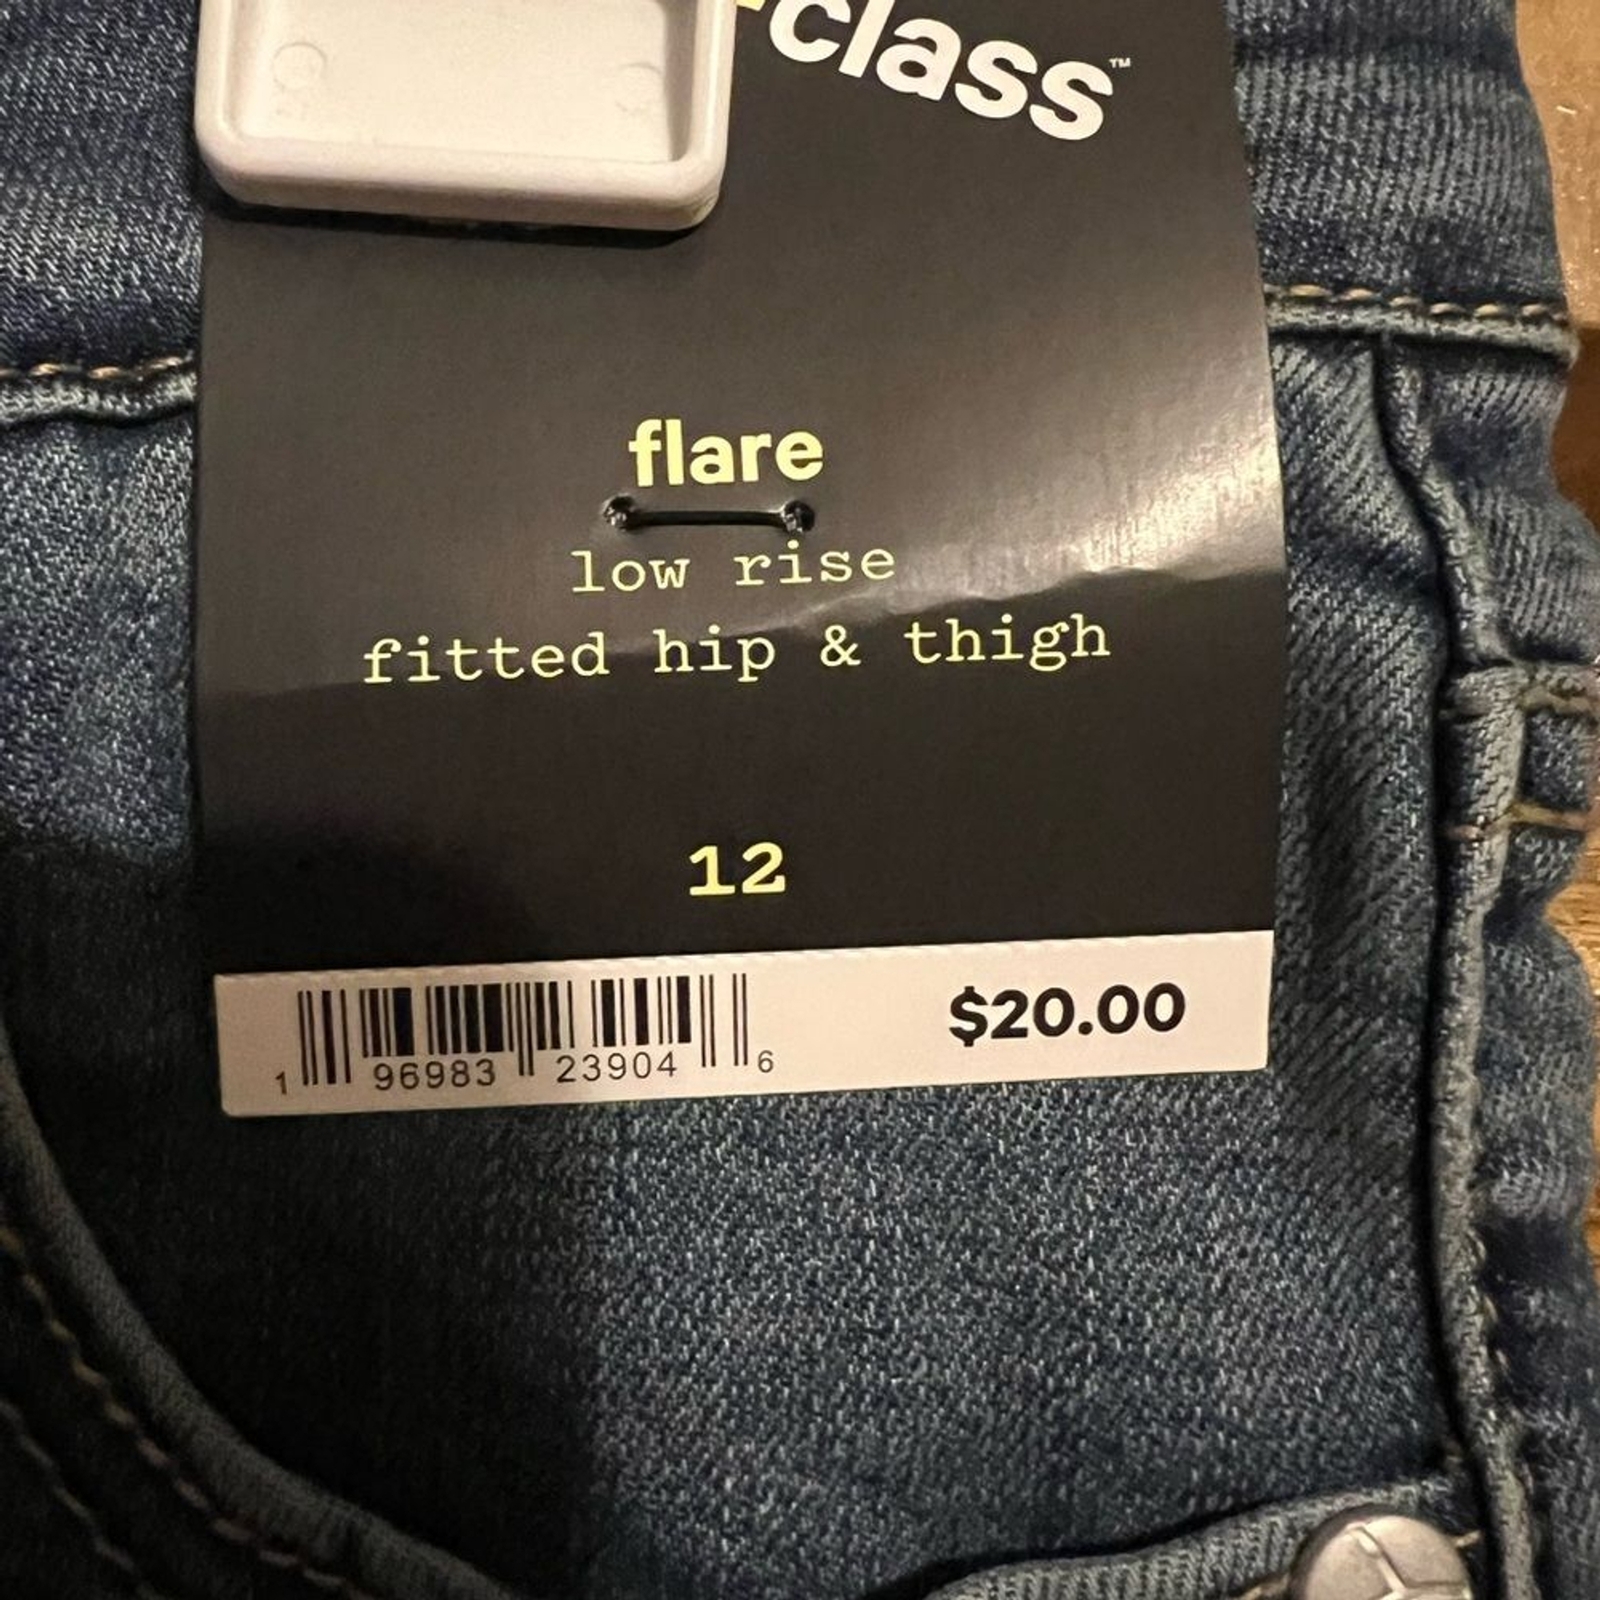 class™
flare
low rise
fitted hip & thigh
12
$20.00
1 96983 23904 6